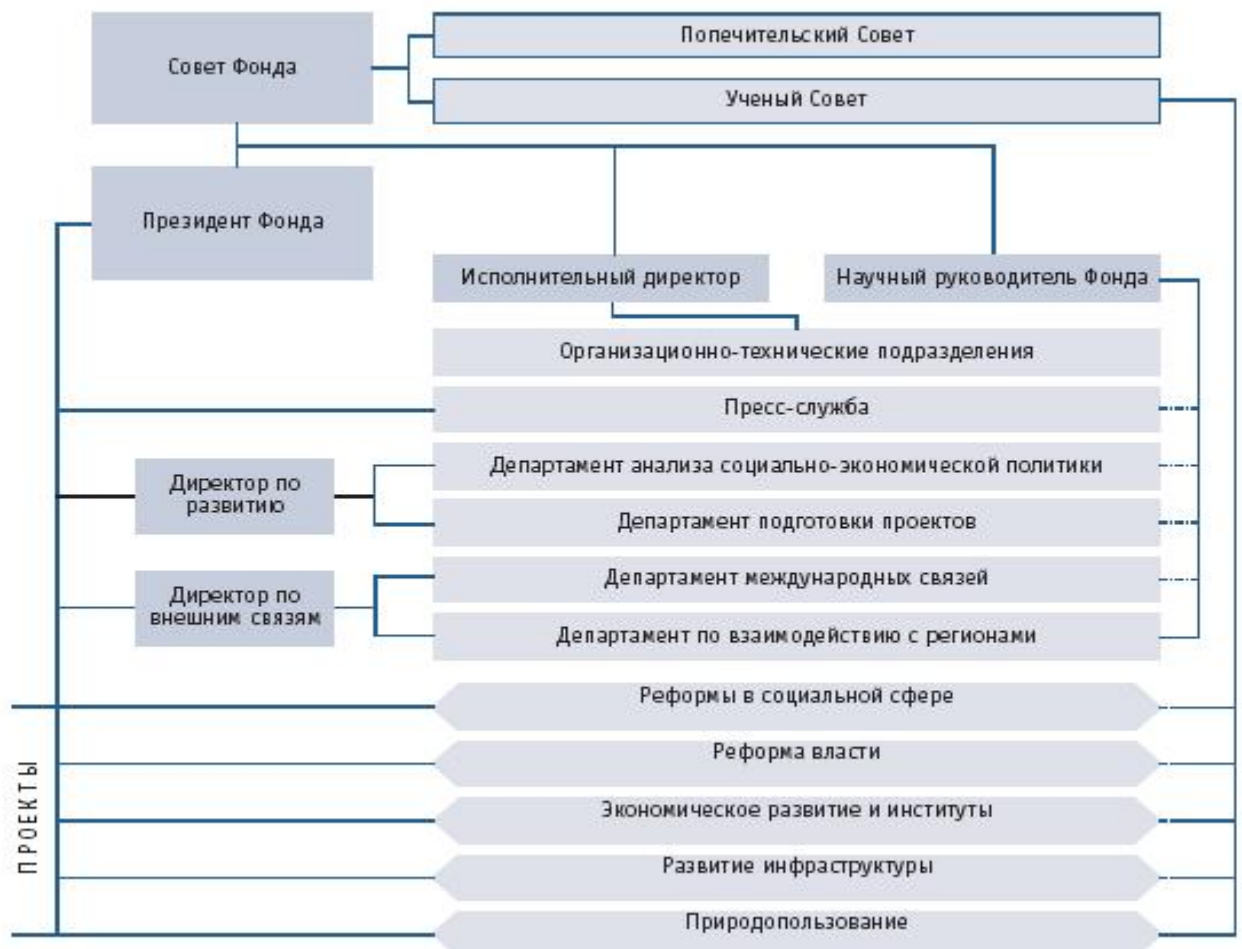 Совет Фонда
Попечительский Совет
Ученый Совет
Президент Фонда
Исполнительный директор
Научный руководитель Фонда
Организационно-технические подразделения
Пресс-служба
Директор по
развитию
Департамент анализа социально-экономической политики
Департамент подготовки проектов
Директор по
внешним связям
Департамент международных связей
Департамент по взаимодействию с регионами
ПРОЕКТЫ
Реформы в социальной сфере
Реформа власти
Экономическое развитие и институты
Развитие инфраструктуры
Природопользование